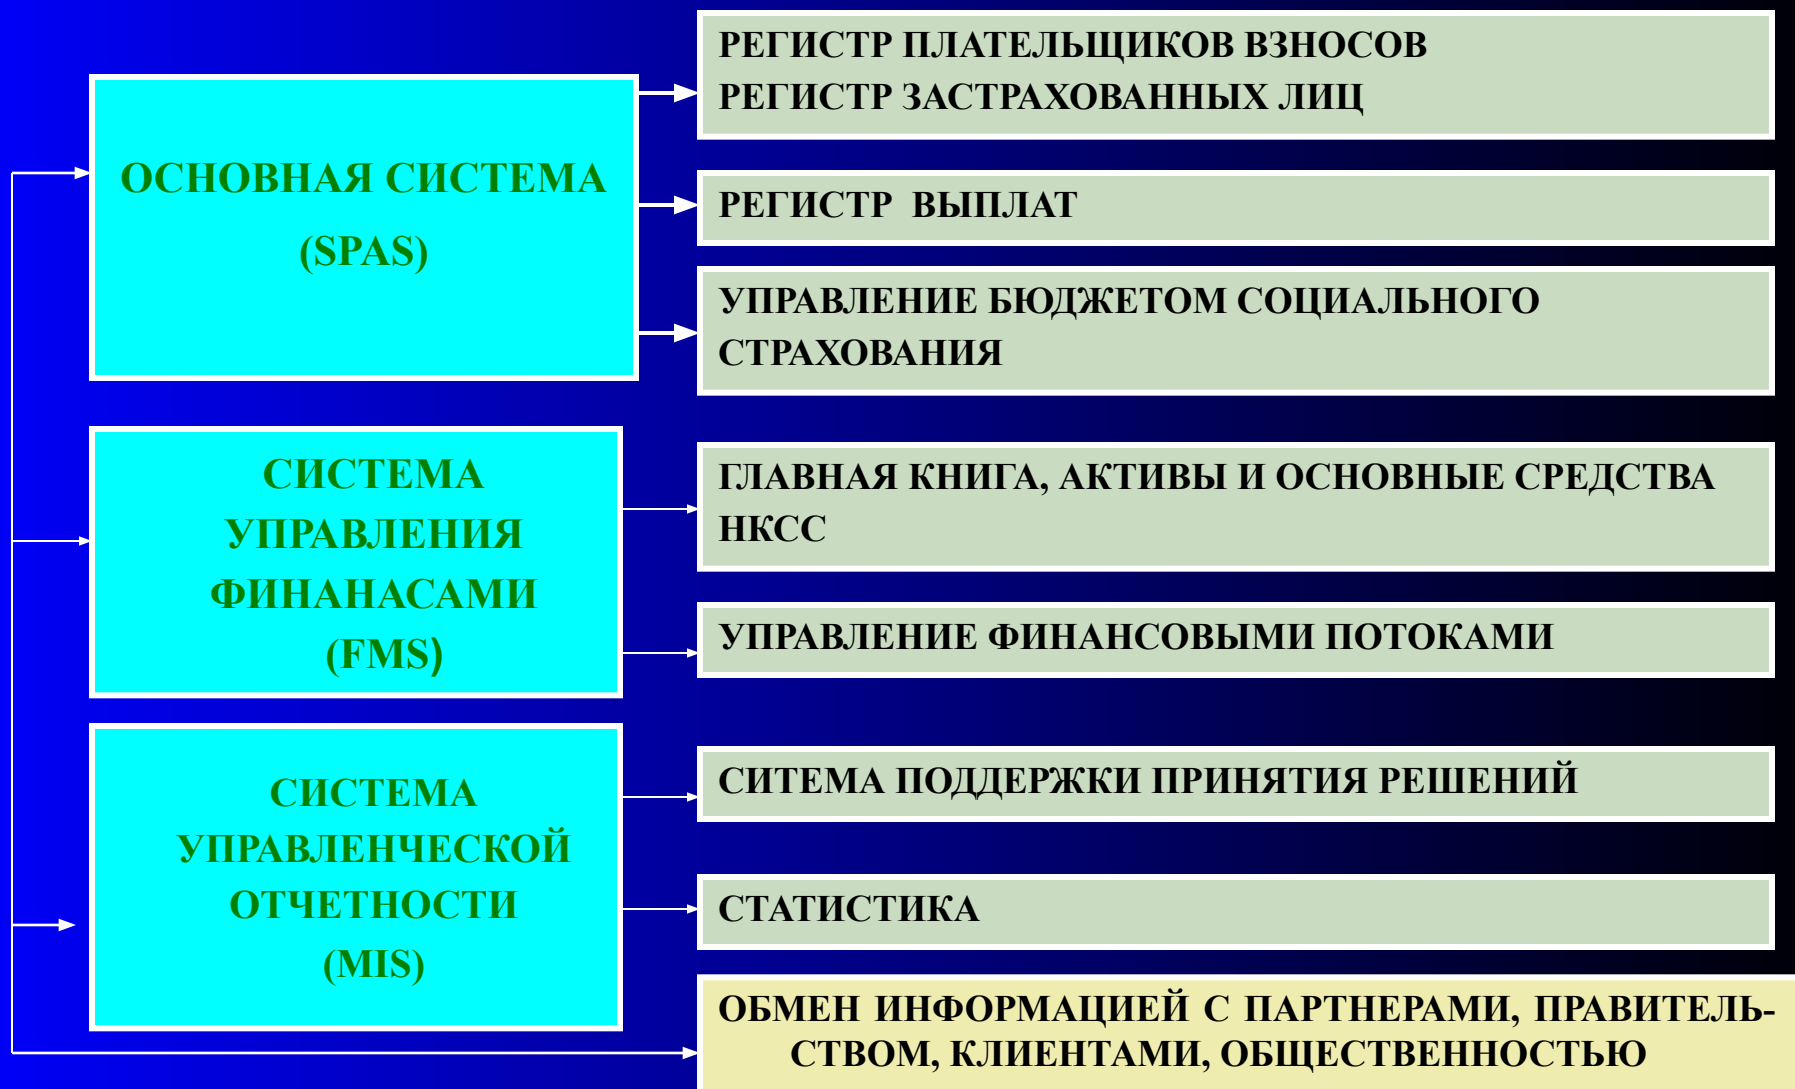 ОСНОВНАЯ СИСТЕМА
(SPAS)
РЕГИСТР ПЛАТЕЛЬЩИКОВ ВЗНОСОВ
РЕГИСТР ЗАСТРАХОВАННЫХ ЛИЦ
РЕГИСТР ВЫПЛАТ
УПРАВЛЕНИЕ БЮДЖЕТОМ СОЦИАЛЬНОГО
СТРАХОВАНИЯ
СИСТЕМА
УПРАВЛЕНИЯ
ФИНАНАСАМИ
(FMS)
ГЛАВНАЯ КНИГА, АКТИВЫ И ОСНОВНЫЕ СРЕДСТВА
НКСС
УПРАВЛЕНИЕ ФИНАНСОВЫМИ ПОТОКАМИ
СИСТЕМА
УПРАВЛЕНЧЕСКОЙ
ОТЧЕТНОСТИ
(MIS)
СИТЕМА ПОДДЕРЖКИ ПРИНЯТИЯ РЕШЕНИЙ
СТАТИСТИКА
ОБМЕН ИНФОРМАЦИЕЙ С ПАРТНЕРАМИ, ПРАВИТЕЛЬ-
СТВОМ, КЛИЕНТАМИ, ОБЩЕСТВЕННОСТЬЮ